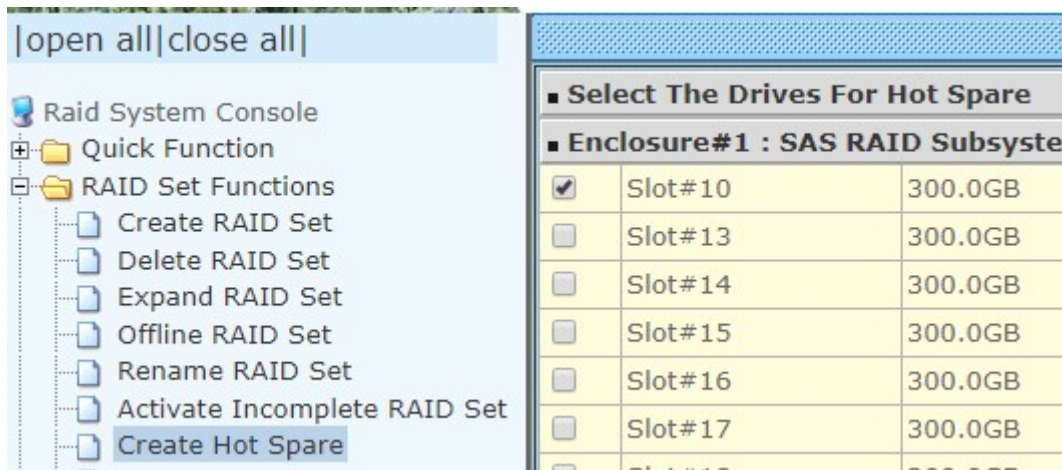 |open all|close all|
Raid System Console
Quick Function
RAID Set Functions
Create RAID Set
Delete RAID Set
Expand RAID Set
Offline RAID Set
Rename RAID Set
Activate Incomplete RAID Set
Create Hot Spare
Select The Drives For Hot Spare
Enclosure#1 : SAS RAID Subsyste
Slot#10 300.0GB
Slot#13 300.0GB
Slot#14 300.0GB
Slot#15 300.0GB
Slot#16 300.0GB
Slot#17 300.0GB